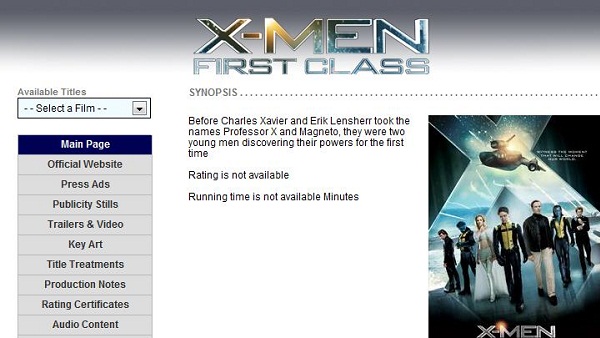 X-MEN
FIRST CLASS
Available Titles
- - Select a Film - -
SYNOPSIS
Before Charles Xavier and Erik Lensherr took the
names Professor X and Magneto, they were two
young men discovering their powers for the first
time
Rating is not available
Running time is not available Minutes
Main Page
Official Website
Press Ads
Publicity Stills
Trailers & Video
Key Art
Title Treatments
Production Notes
Rating Certificates
Audio Content
WITNESS THE MOMENT
THAT WILL CHANGE
OUR WORLD
X-MEN